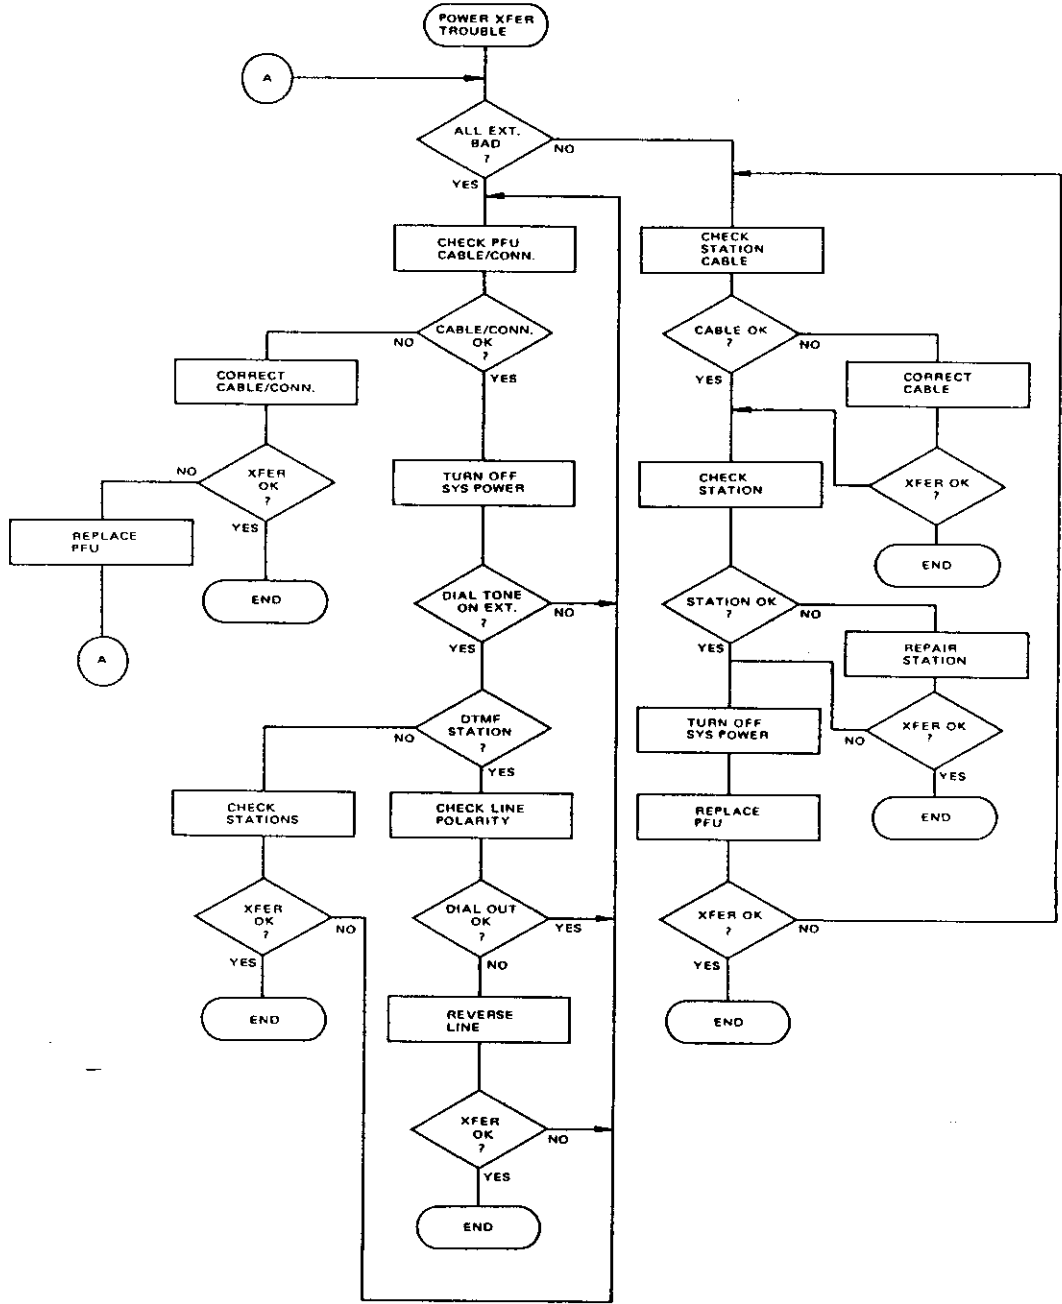 POWER XFER
TROUBLE
A
ALL EXT.
BAD
?
NO
YES
CHECK PFU
CABLE/CONN.
CABLE/CONN.
OK
?
NO
YES
CORRECT
CABLE/CONN.
XFER
OK
?
NO
YES
REPLACE
PFU
END
A
TURN OFF
SYS POWER
DIAL TONE
ON EXT.
?
NO
YES
DTMF
STATION
?
NO
YES
CHECK
STATIONS
XFER
OK
?
NO
YES
END
CHECK LINE
POLARITY
DIAL OUT
OK
?
YES
NO
REVERSE
LINE
XFER
OK
?
NO
YES
END
CHECK
STATION
CABLE
CABLE OK
?
NO
YES
CORRECT
CABLE
XFER OK
?
END
CHECK
STATION
STATION OK
?
NO
YES
REPAIR
STATION
XFER OK
?
NO
YES
END
TURN OFF
SYS POWER
REPLACE
PFU
XFER OK
?
NO
YES
END